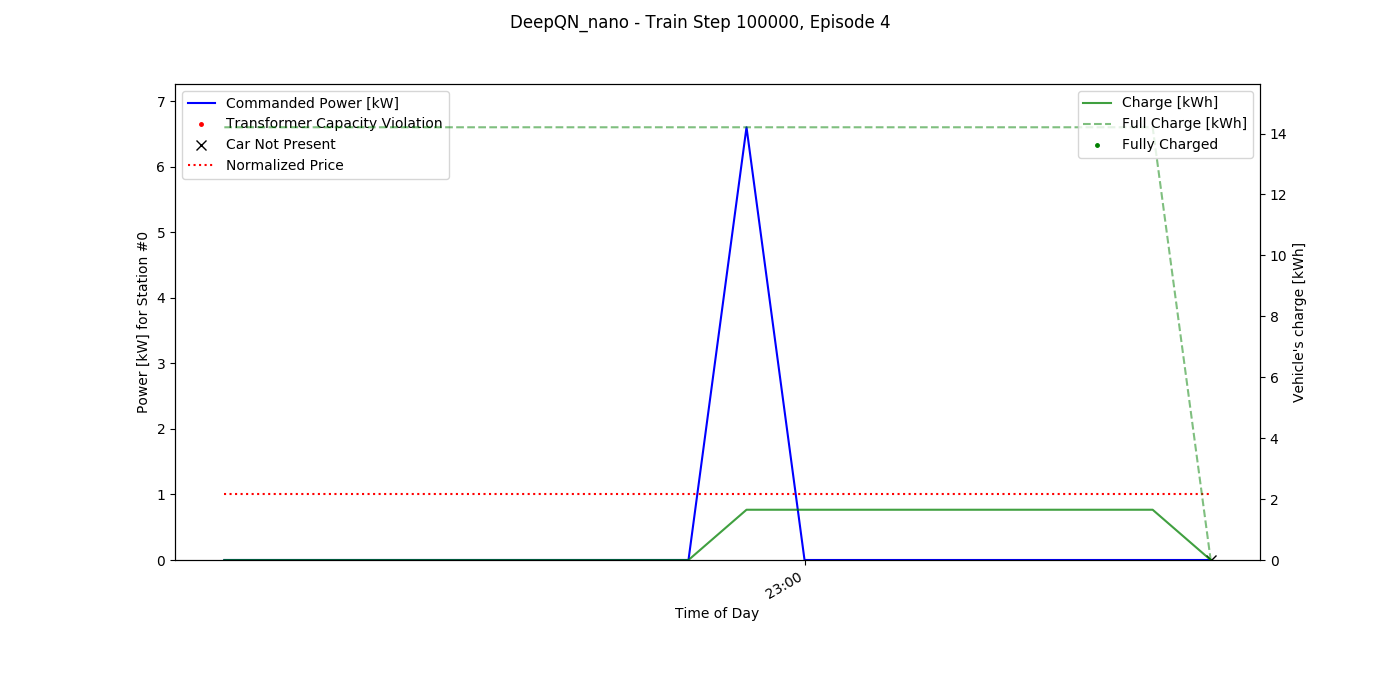 DeepQN_nano - Train Step 100000, Episode 4
Commanded Power [kW]
Transformer Capacity Violation
Car Not Present
Normalized Price
Charge [kWh]
Full Charge [kWh]
Fully Charged
7
6
5
4
3
2
1
0
Power [kW] for Station #0
14
12
10
8
6
4
2
0
Vehicle's charge [kWh]
23:00
Time of Day